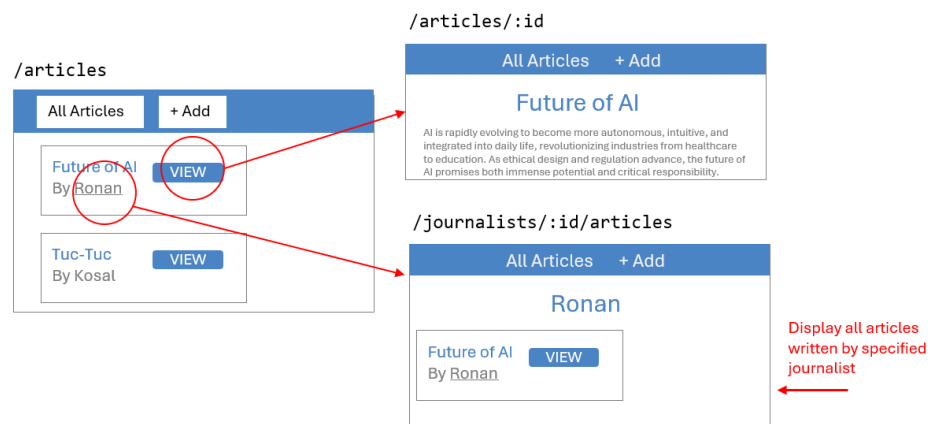 /articles
All Articles + Add
Future of AI
VIEW
By Ronan
Tuc-Tuc
VIEW
By Kosal
/articles/:id
All Articles + Add
Future of AI
AI is rapidly evolving to become more autonomous, intuitive, and
integrated into daily life, revolutionizing industries from healthcare
to education. As ethical design and regulation advance, the future of
AI promises both immense potential and critical responsibility.
/journalists/:id/articles
All Articles + Add
Ronan
Future of AI
VIEW
By Ronan
Display all articles
written by specified
journalist